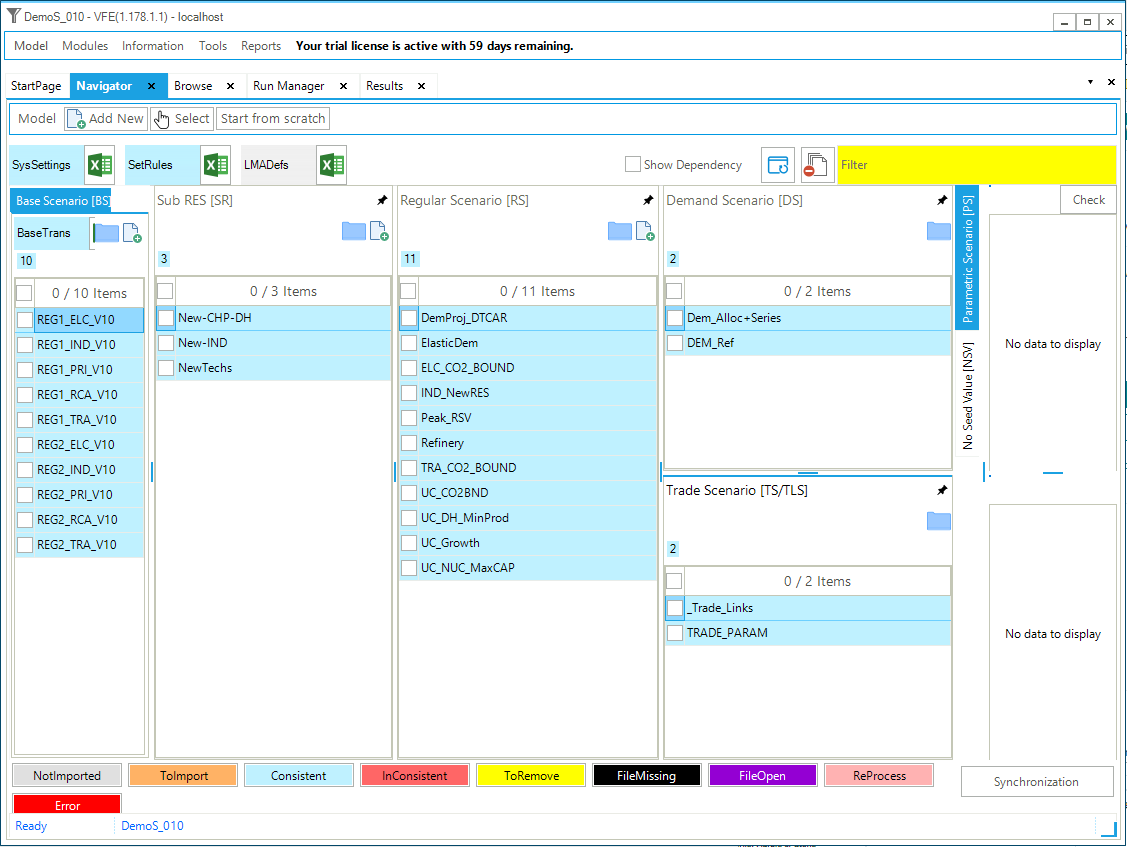 DemoS_010 - VFE(1.178.1.1) - localhost
Model Modules Information Tools Reports Your trial license is active with 59 days remaining.
StartPage Navigator Browse Run Manager Results
Model Add New Select Start from scratch
SysSettings SetRules LMADefs Show Dependency Filter
Base Scenario [BS]
BaseTrans
10
0 / 10 Items
REG1_ELC_V10
REG1_IND_V10
REG1_PRI_V10
REG1_RCA_V10
REG1_TRA_V10
REG2_ELC_V10
REG2_IND_V10
REG2_PRI_V10
REG2_RCA_V10
REG2_TRA_V10
Sub RES [SR]
3
0 / 3 Items
New-CHP-DH
New-IND
NewTechs
Regular Scenario [RS]
11
0 / 11 Items
DemProj_DTCAR
ElasticDem
ELC_CO2_BOUND
IND_NewRES
Peak_RSV
Refinery
TRA_CO2_BOUND
UC_CO2BND
UC_DH_MinProd
UC_Growth
UC_NUC_MaxCAP
Demand Scenario [DS]
2
0 / 2 Items
Dem_Alloc+Series
DEM_Ref
Trade Scenario [TS/TLS]
2
0 / 2 Items
_Trade_Links
TRADE_PARAM
Parametric Scenario [PS]
No Seed Value [NSV]
Check
No data to display
No data to display
NotImported ToImport Consistent InConsistent ToRemove FileMissing FileOpen ReProcess
Error
Synchronization
Ready DemoS_010